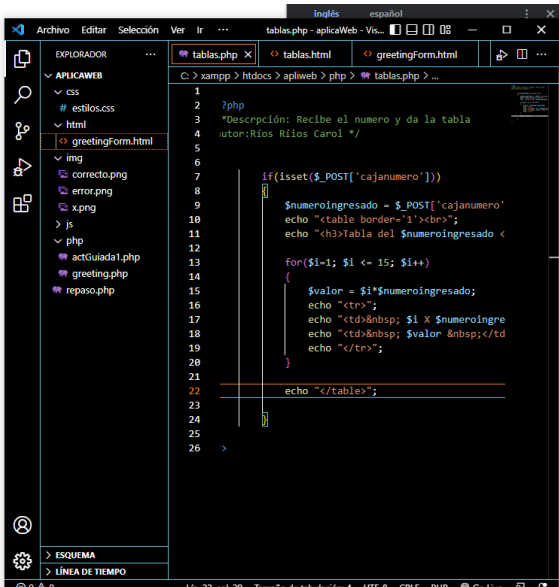 inglés español
Archivo Editar Selección Ver Ir ··· tablas.php - aplicaWeb - Vis...
EXPLORADOR ···
APLICAWEB
css
# estilos.css
html
<> greetingForm.html
img
correcto.png
error.png
x.png
js
php
actGuiada1.php
greeting.php
repaso.php
ESQUEMA
LÍNEA DE TIEMPO
tablas.php × <> tablas.html <> greetingForm.html ···
C: > xampp > htdocs > apliweb > php > tablas.php > ...
1
2 ?php
3 *Descrpción: Recibe el numero y da la tabla
4 utor:Ríos Ríios Carol */
5
6
7 if(isset($_POST['cajanumero']))
8 {
9 $numeroingresado = $_POST['cajanumero'
10 echo "<table border='1'><br>";
11 echo "<h3>Tabla del $numeroingresado <
12
13 for($i=1; $i <= 15; $i++)
14 {
15 $valor = $i*$numeroingresado;
16 echo "<tr>";
17 echo "<td>&nbsp; $i X $numeroingre
18 echo "<td>&nbsp; $valor &nbsp;</td
19 echo "</tr>";
20 }
21
22 echo "</table>";
23
24 }
25
26 >